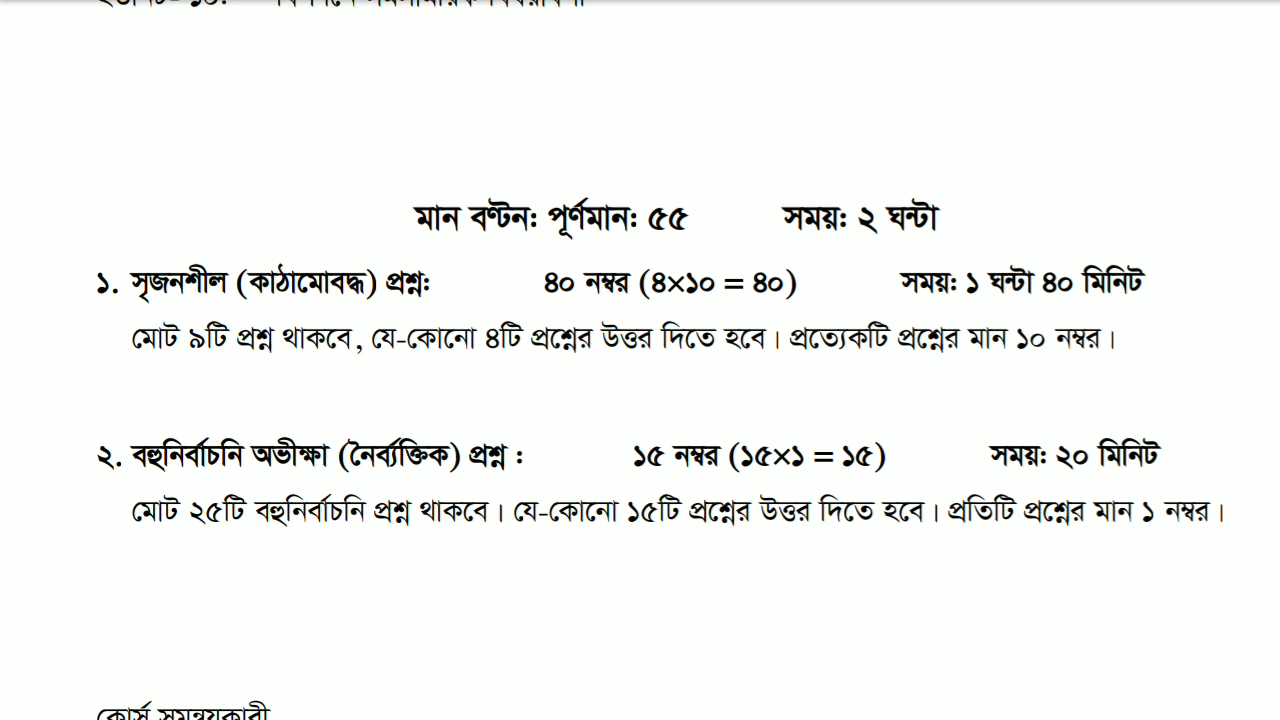 মান বণ্টন: পূর্ণমান: ৫৫ সময়: ২ ঘন্টা
১. সৃজনশীল (কাঠামোবদ্ধ) প্রশ্ন: ৪০ নম্বর (৪×১০ = ৪০) সময়: ১ ঘন্টা ৪০ মিনিট
মোট ৯টি প্রশ্ন থাকবে, যে-কোনো ৪টি প্রশ্নের উত্তর দিতে হবে। প্রত্যেকটি প্রশ্নের মান ১০ নম্বর।
২. বহুনির্বাচনি অভীক্ষা (নৈর্ব্যক্তিক) প্রশ্ন : ১৫ নম্বর (১৫×১ = ১৫) সময়: ২০ মিনিট
মোট ২৫টি বহুনির্বাচনি প্রশ্ন থাকবে। যে-কোনো ১৫টি প্রশ্নের উত্তর দিতে হবে। প্রতিটি প্রশ্নের মান ১ নম্বর।
কোর্স সমন্বয়কারী